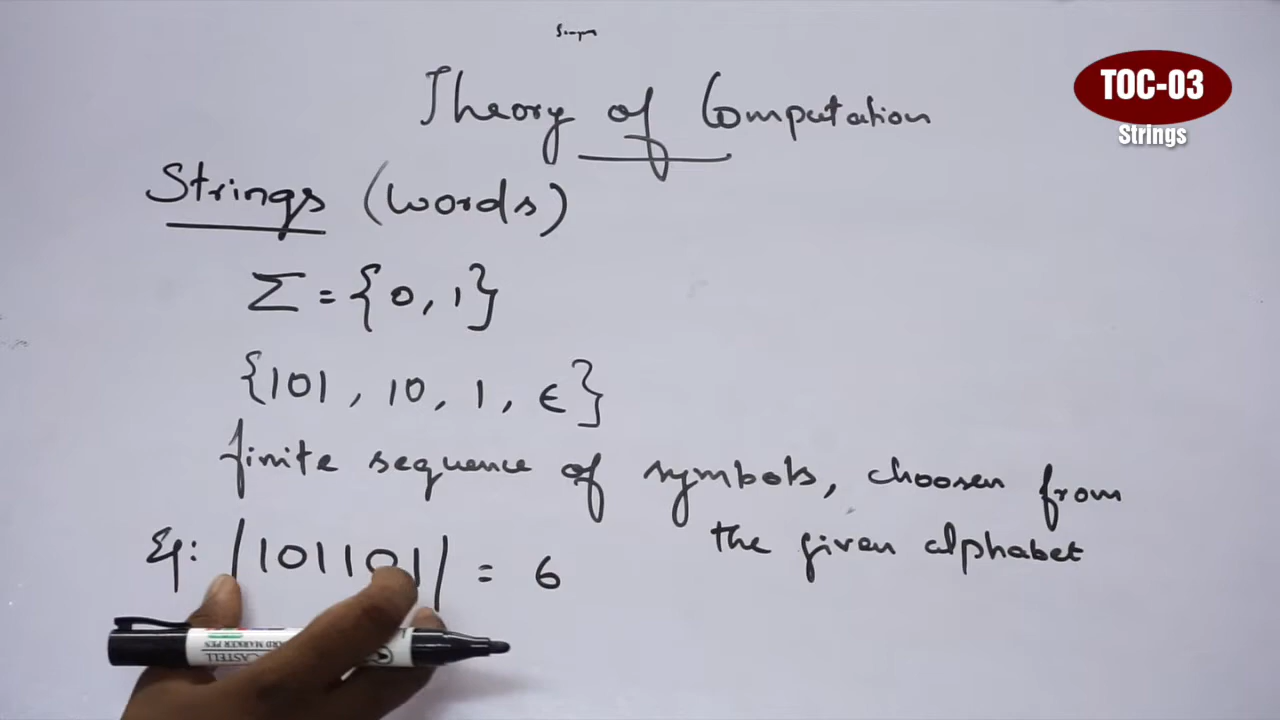 Theory of Computation
TOC-03
Strings
Strings (words)
Σ = {0, 1}
{101, 10, 1, ϵ}
finite sequence of symbols, choosen from
the given alphabet
Eg: |101101| = 6